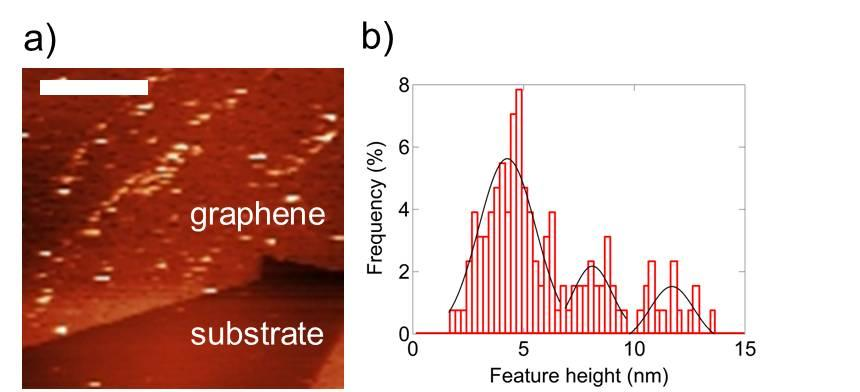 a)
graphene
substrate
b)
8
6
4
2
0
Frequency (%)
0 5 10 15
Feature height (nm)